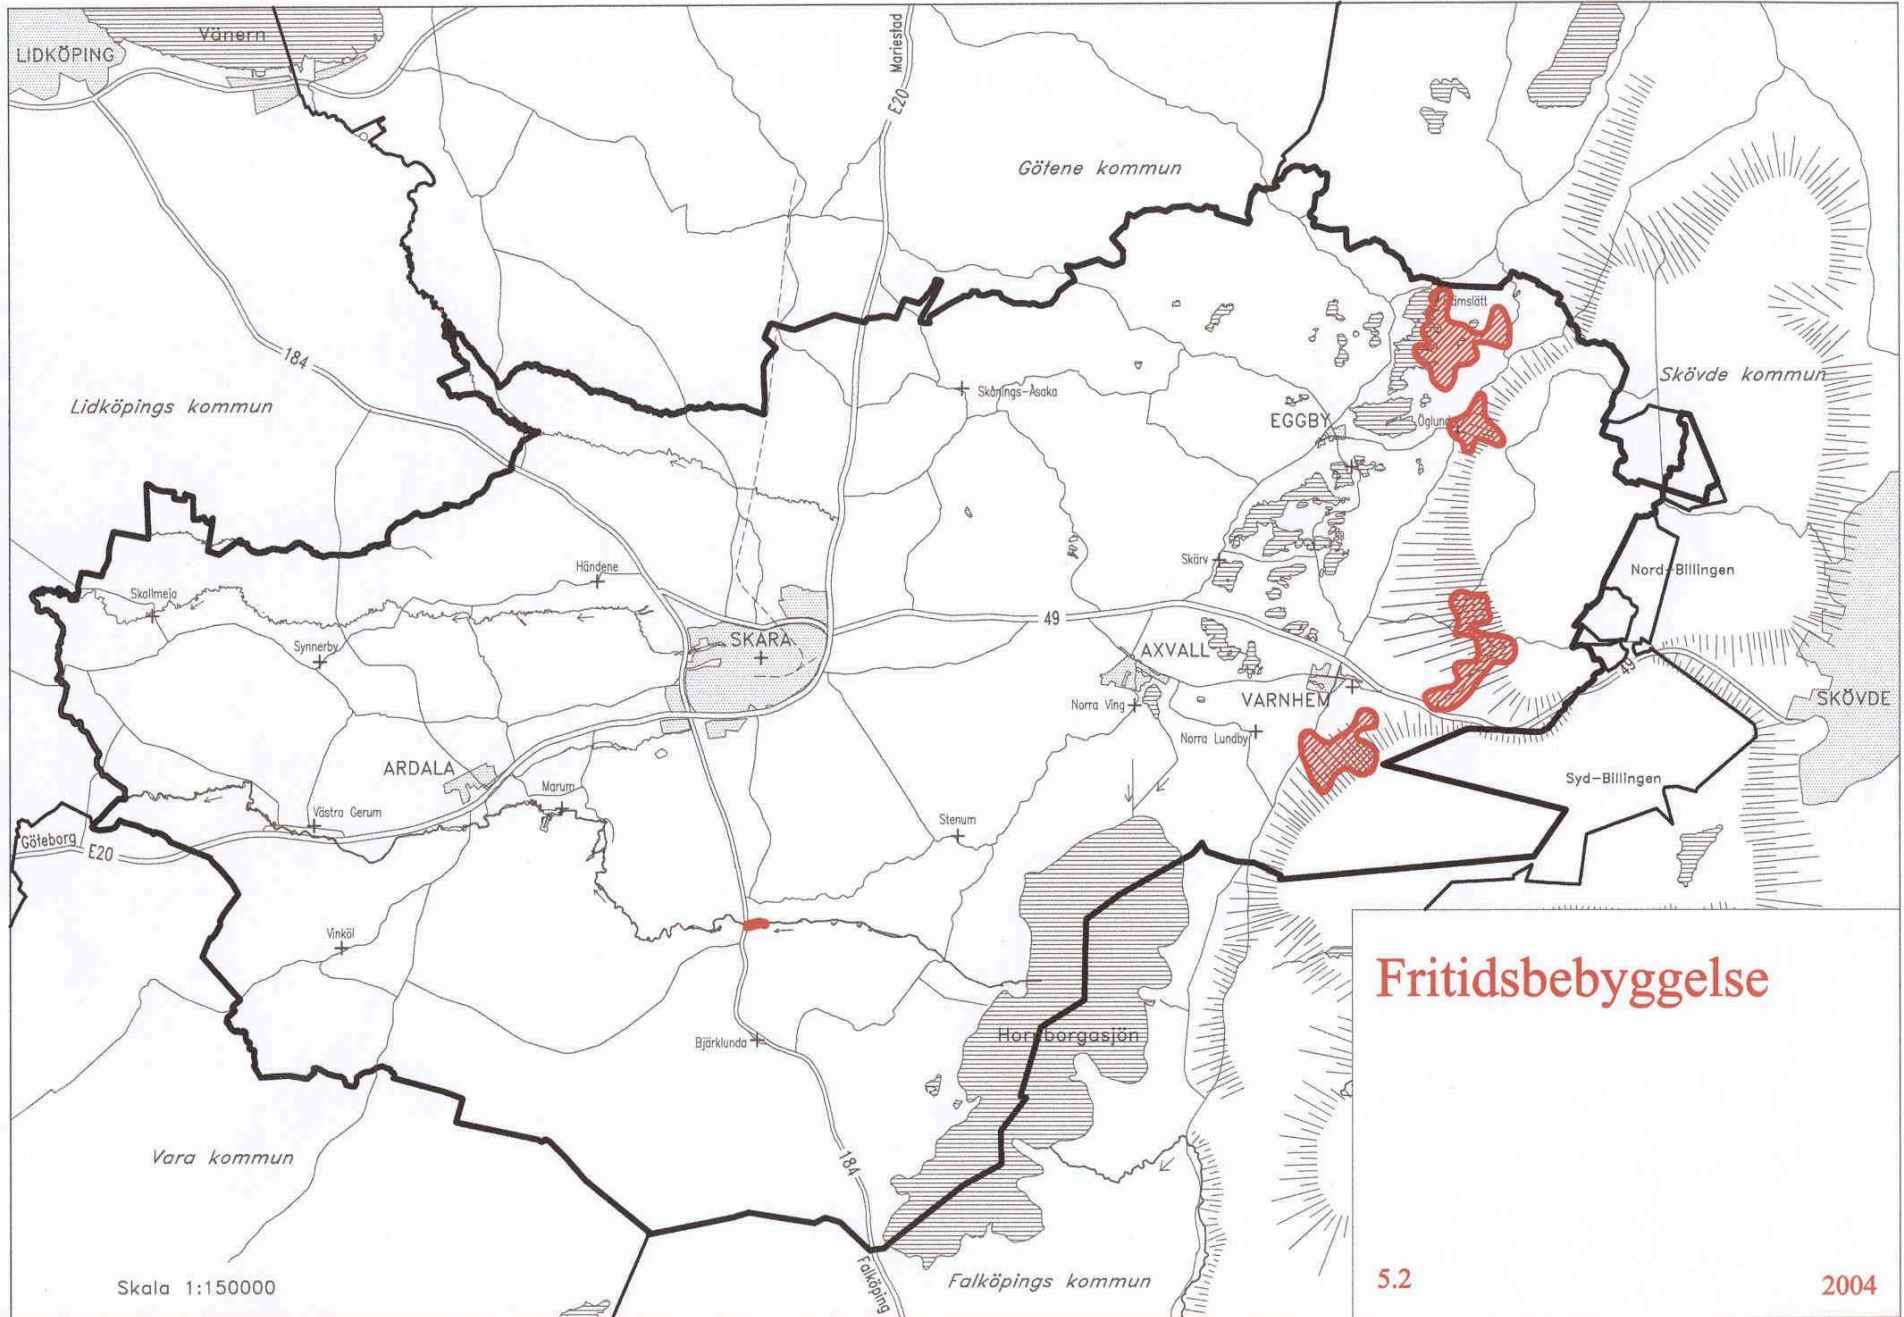 LIDKÖPING
Vänern
Mariestad
E20
Götene kommun
184
Lidköpings kommun
Skånings-Åsaka
EGGBY
Öglunda
Skövde kommun
Skallmeja
Händene
Synnerby
SKARA
49
Skärv
AXVALL
Norra Ving
VARNHEM
Norra Lundby
Nord-Billingen
49
SKÖVDE
Syd-Billingen
ARDALA
Marum
Västra Gerum
Göteborg
E20
Stenum
Vinköl
Bjärklunda
Hornborgasjön
Vara kommun
184
Falköping
Falköpings kommun
Skala 1:150000
Fritidsbebyggelse
5.2
2004